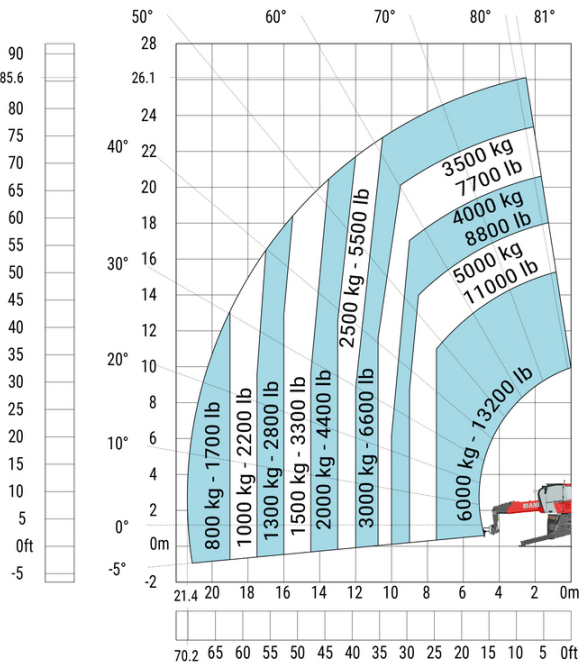 50° 60° 70° 80° 81°
90 28
85.6 26.1
80 24
75
70 40° 22
65 20
60
55 18
50 16
45 30° 14
40 12
35
30 20° 10
25 8
20
15 10° 6
10 4
5 0° 2
0ft 0m
-5 -5° -2
3500 kg
7700 lb
4000 kg
8800 lb
5000 kg
11000 lb
6000 kg - 13200 lb
2500 kg - 5500 lb
800 kg - 1700 lb
1000 kg - 2200 lb
1300 kg - 2800 lb
1500 kg - 3300 lb
2000 kg - 4400 lb
3000 kg - 6600 lb
21.4 20 18 16 14 12 10 8 6 4 2 0m
70.2 65 60 55 50 45 40 35 30 25 20 15 10 5 0ft